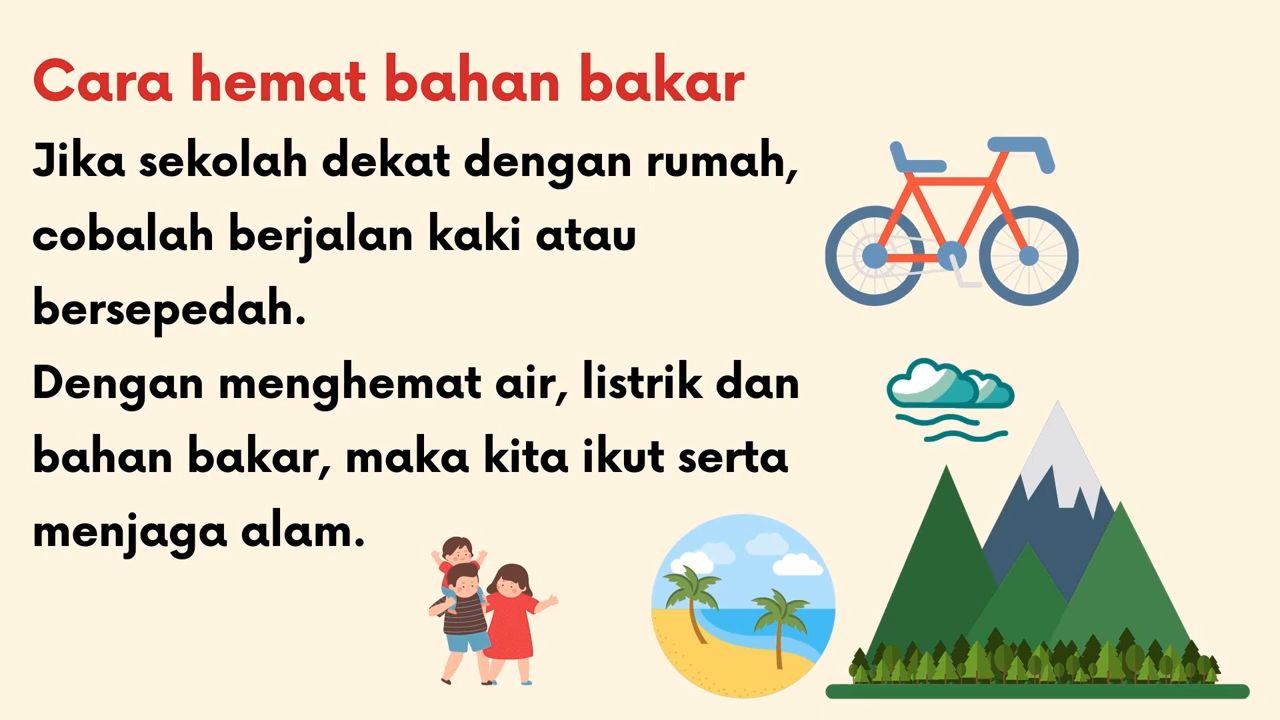 Cara hemat bahan bakar
Jika sekolah dekat dengan rumah,
cobalah berjalan kaki atau
bersepedah.
Dengan menghemat air, listrik dan
bahan bakar, maka kita ikut serta
menjaga alam.